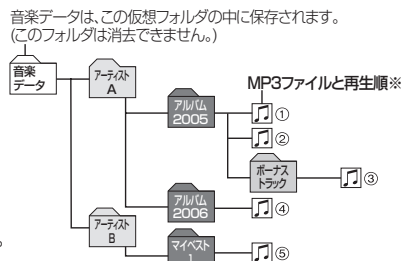 音楽データは、この仮想フォルダの中に保存されます。
(このフォルダは消去できません。)
音楽
データ
アーティスト
A
MP3ファイルと再生順※
アルバム
2005
①
②
ボーナス
トラック
③
アルバム
2006
④
アーティスト
B
マイベスト
1
⑤
。